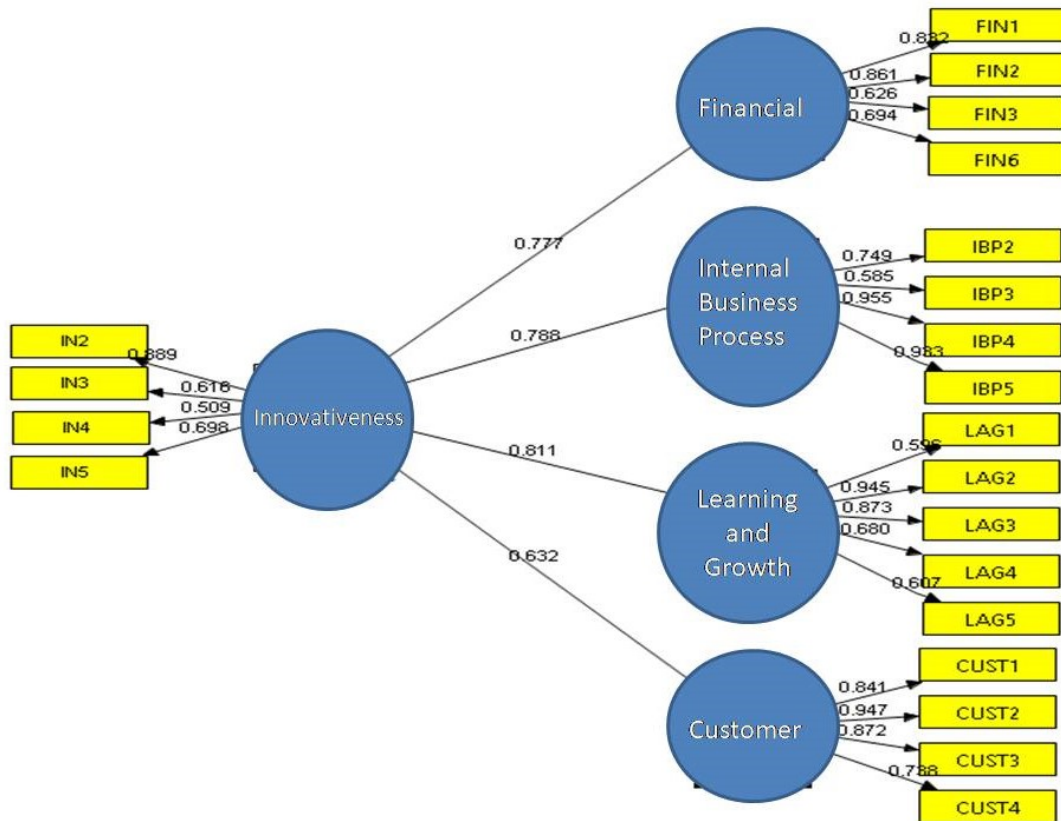 FIN1
0.861
FIN2
0.626
FIN3
0.694
FIN6
Financial
0.777
0.749
IBP2
0.585
IBP3
0.955
IBP4
0.983
IBP5
Internal
Business
Process
0.788
IN2
0.889
IN3
0.616
IN4
0.509
IN5
0.698
Innovativeness
0.811
0.596
LAG1
0.945
LAG2
0.873
LAG3
0.680
LAG4
0.607
LAG5
Learning
and
Growth
0.632
0.841
CUST1
0.947
CUST2
0.872
CUST3
CUST4
Customer